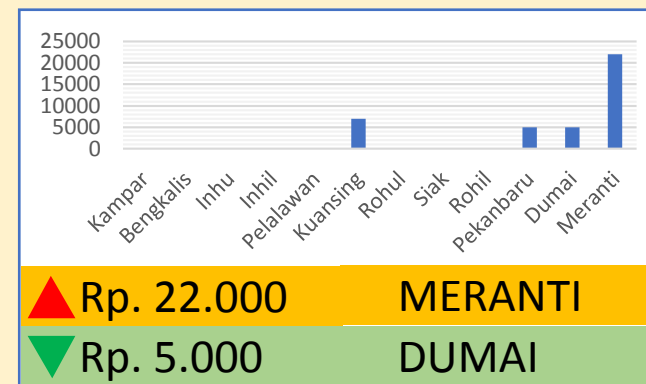 25000
20000
15000
10000
5000
0
Kampar
Bengkalis
Inhu
Inhil
Pelalawan
Kuansing
Rohul
Siak
Rohil
Pekanbaru
Dumai
Meranti
Rp. 22.000 MERANTI
Rp. 5.000 DUMAI